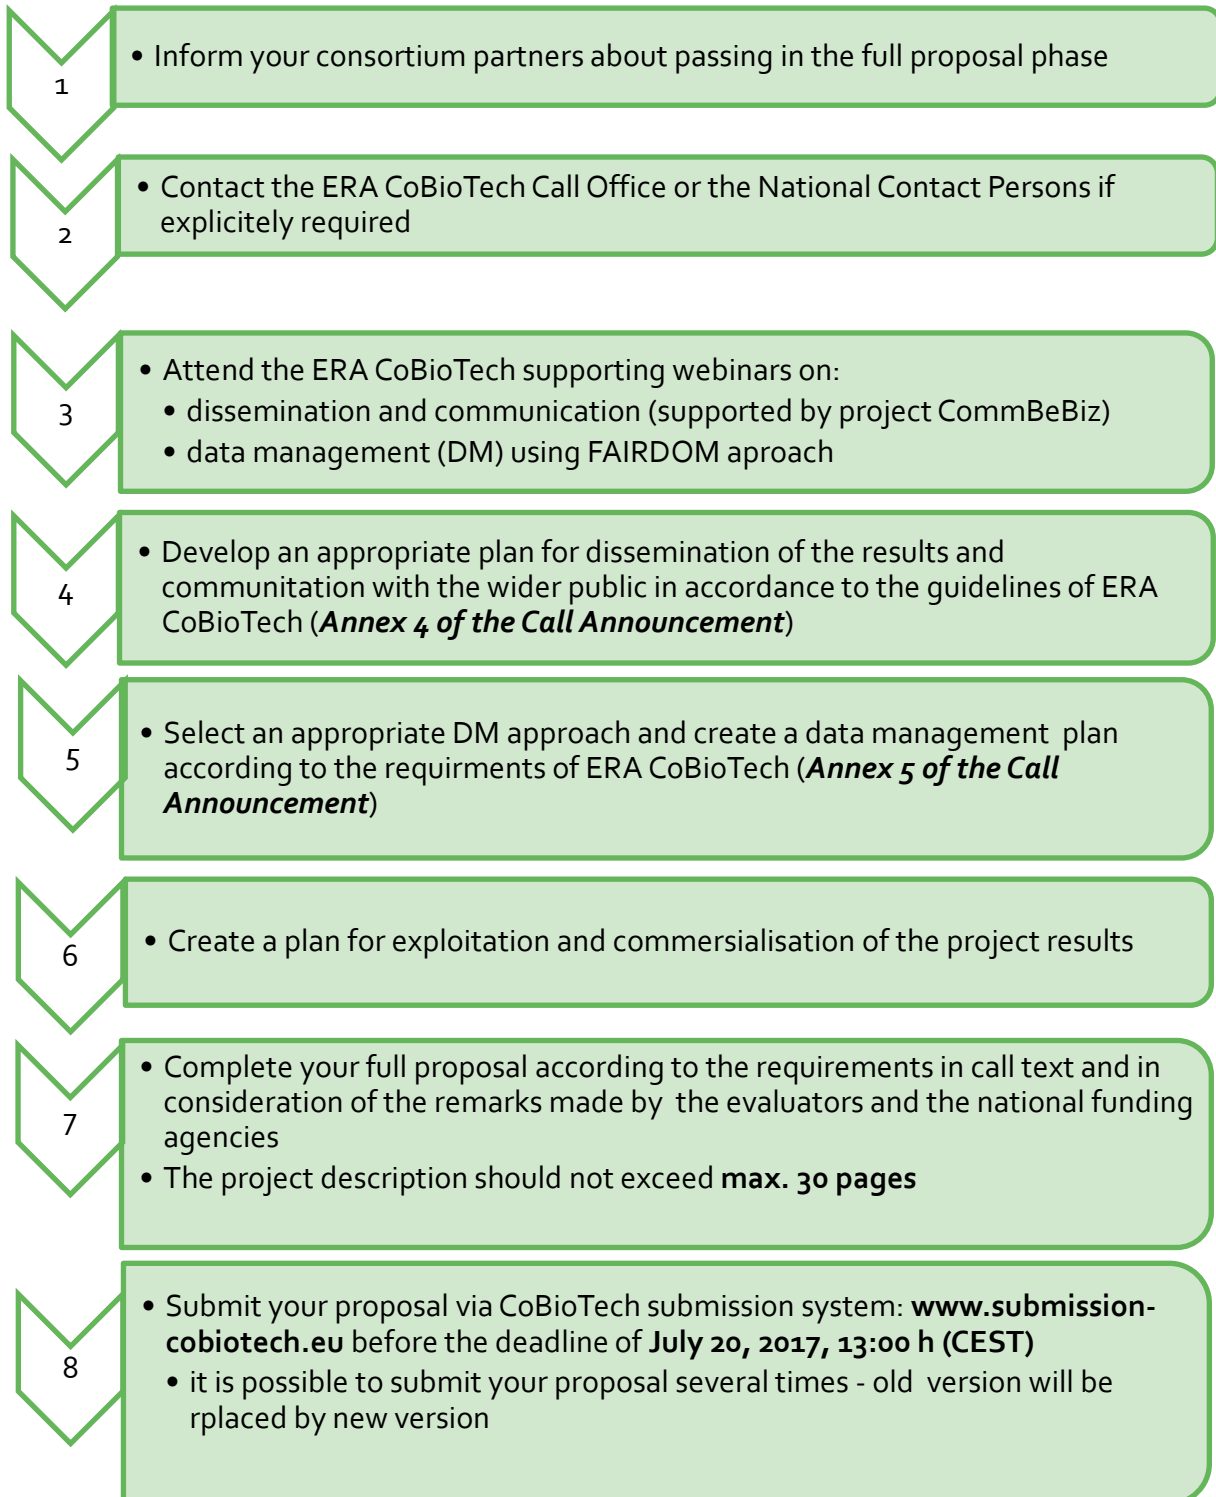 1
• Inform your consortium partners about passing in the full proposal phase
2
• Contact the ERA CoBioTech Call Office or the National Contact Persons if
explicitely required
3
• Attend the ERA CoBioTech supporting webinars on:
• dissemination and communication (supported by project CommBeBiz)
• data management (DM) using FAIRDOM aproach
4
• Develop an appropriate plan for dissemination of the results and
communitation with the wider public in accordance to the guidelines of ERA
CoBioTech (Annex 4 of the Call Announcement)
5
• Select an appropriate DM approach and create a data management  plan
according to the requirments of ERA CoBioTech (Annex 5 of the Call
Announcement)
6
• Create a plan for exploitation and commersialisation of the project results
7
• Complete your full proposal according to the requirements in call text and in
consideration of the remarks made by  the evaluators and the national funding
agencies
• The project description should not exceed max. 30 pages
8
• Submit your proposal via CoBioTech submission system: www.submission-
cobiotech.eu before the deadline of July 20, 2017, 13:00 h (CEST)
• it is possible to submit your proposal several times - old  version will be
rplaced by new version